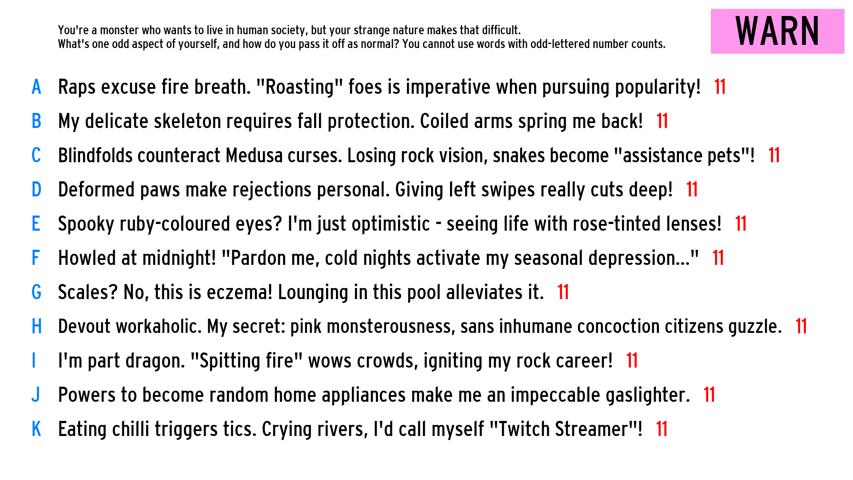 You're a monster who wants to live in human society, but your strange nature makes that difficult.
What's one odd aspect of yourself, and how do you pass it off as normal? You cannot use words with odd-lettered number counts.
WARN
A Raps excuse fire breath. "Roasting" foes is imperative when pursuing popularity! 11
B My delicate skeleton requires fall protection. Coiled arms spring me back! 11
C Blindfolds counteract Medusa curses. Losing rock vision, snakes become "assistance pets"! 11
D Deformed paws make rejections personal. Giving left swipes really cuts deep! 11
E Spooky ruby-coloured eyes? I'm just optimistic - seeing life with rose-tinted lenses! 11
F Howled at midnight! "Pardon me, cold nights activate my seasonal depression..." 11
G Scales? No, this is eczema! Lounging in this pool alleviates it. 11
H Devout workaholic. My secret: pink monsterousness, sans inhumane concoction citizens guzzle. 11
I I'm part dragon. "Spitting fire" wows crowds, igniting my rock career! 11
J Powers to become random home appliances make me an impeccable gaslighter. 11
K Eating chilli triggers tics. Crying rivers, I'd call myself "Twitch Streamer"! 11